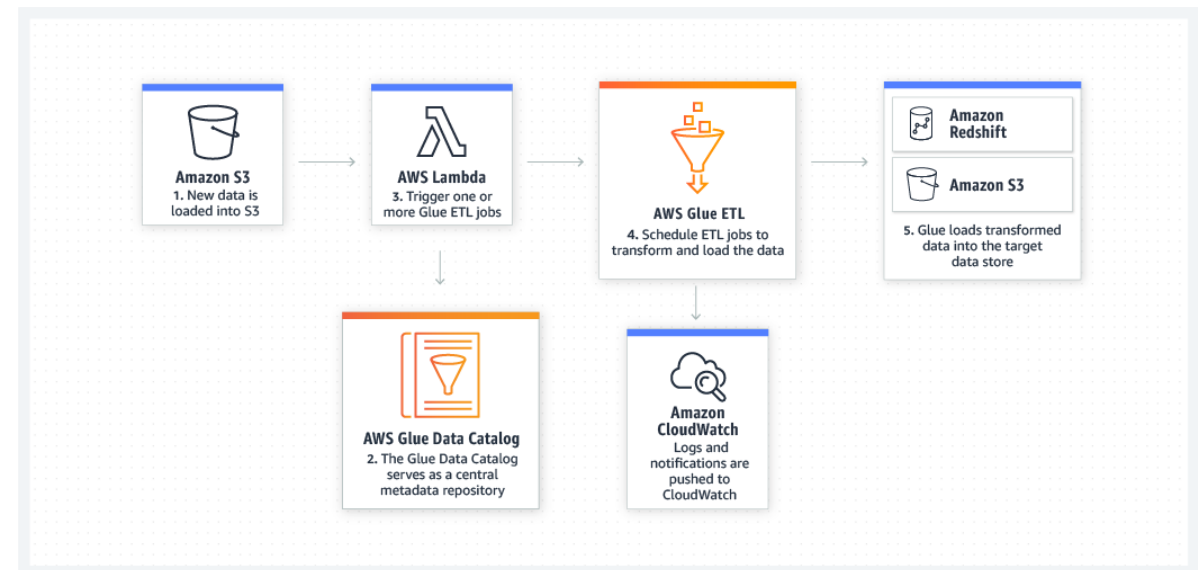 Amazon S3
1. New data is
loaded into S3
AWS Lambda
3. Trigger one or
more Glue ETL jobs
AWS Glue ETL
4. Schedule ETL jobs to
transform and load the data
Amazon
Redshift
Amazon S3
5. Glue loads transformed
data into the target
data store
AWS Glue Data Catalog
2. The Glue Data Catalog
serves as a central
metadata repository
Amazon
CloudWatch
Logs and
notifications are
pushed to
CloudWatch